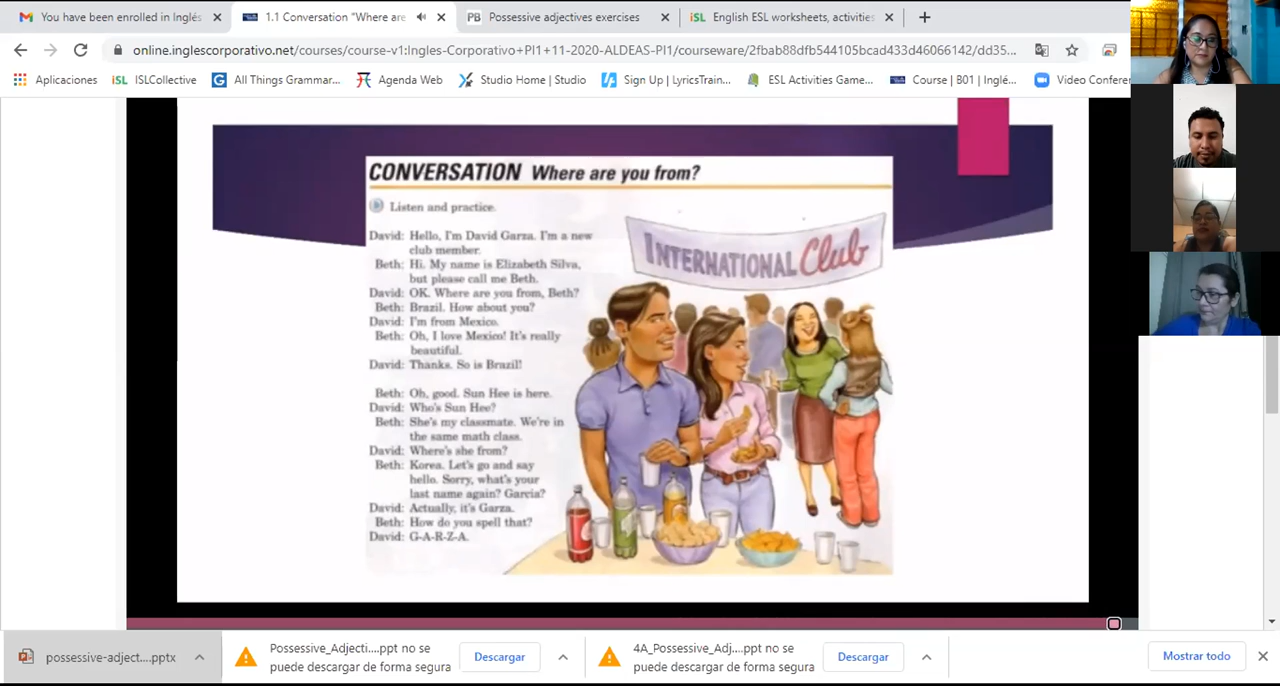 You have been enrolled in Inglés
1.1 Conversation "Where are
Possessive adjectives exercises
English ESL worksheets, activities
online.inglescorporativo.net/courses/course-v1:Ingles-Corporativo+PI1+11-2020-ALDEAS-PI1/courseware/2fbab88dfb544105bcad433d46066142/dd35...
Aplicaciones
iSL ISLCollective
G All Things Grammar...
Agenda Web
Studio Home | Studio
Sign Up | LyricsTrain...
ESL Activities Game...
Course | B01 | Inglé...
Video Conferen
CONVERSATION Where are you from?
Listen and practice.
David: Hello, I'm David Garza. I'm a new
club member.
Beth: Hi. My name is Elizabeth Silva,
but please call me Beth.
David: OK. Where are you from, Beth?
Beth: Brazil. How about you?
David: I'm from Mexico.
Beth: Oh, I love Mexico! It's really
beautiful.
David: Thanks. So is Brazil!
Beth: Oh, good. Sun Hee is here.
David: Who's Sun Hee?
Beth: She's my classmate. We're in
the same math class.
David: Where's she from?
Beth: Korea. Let's go and say
hello. Sorry, what's your
last name again? Garcia?
David: Actually, it's Garza.
Beth: How do you spell that?
David: G-A-R-Z-A.
INTERNATIONAL Club
possessive-adject....pptx
Possessive_Adjecti....ppt no se
puede descargar de forma segura
Descargar
4A_Possessive_Adj....ppt no se
puede descargar de forma segura
Descargar
Mostrar todo